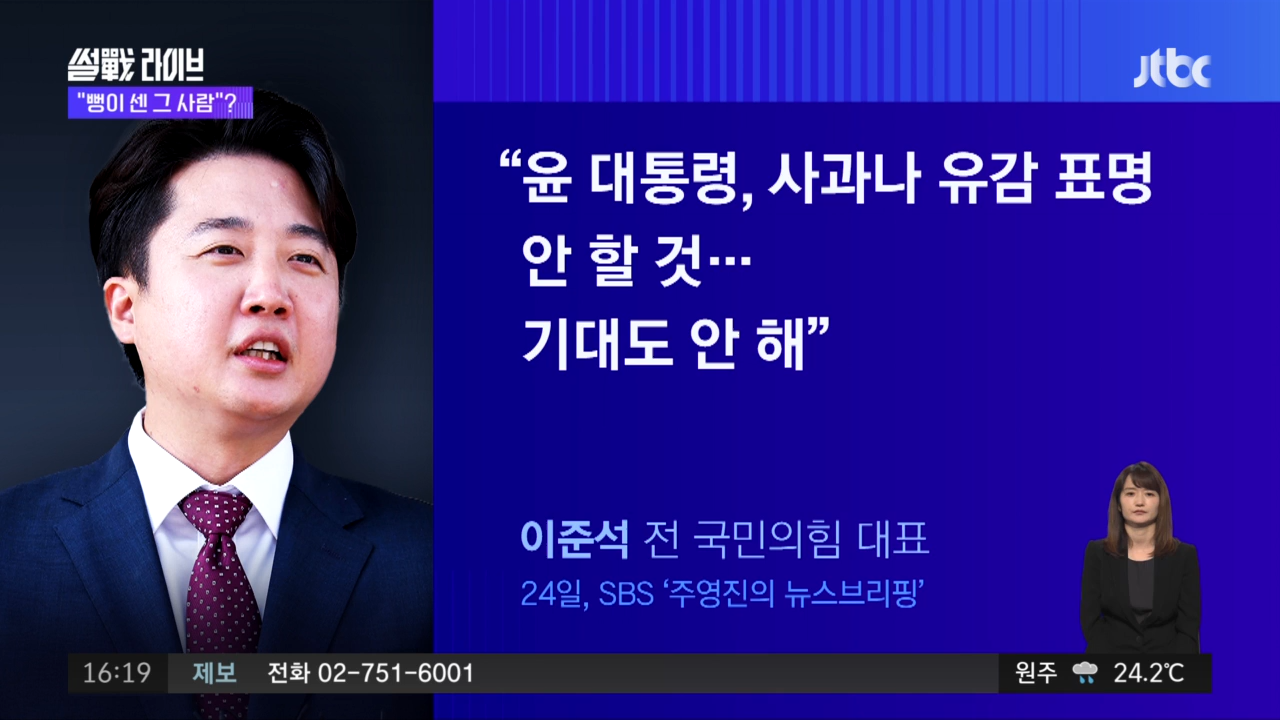 썰戰 라이브
"뻥이 센 그 사람"?
jtbc
“윤 대통령, 사과나 유감 표명
안 할 것…
기대도 안 해”
이준석 전 국민의힘 대표
24일, SBS ‘주영진의 뉴스브리핑’
16:19 제보 전화 02-751-6001 원주 24.2℃